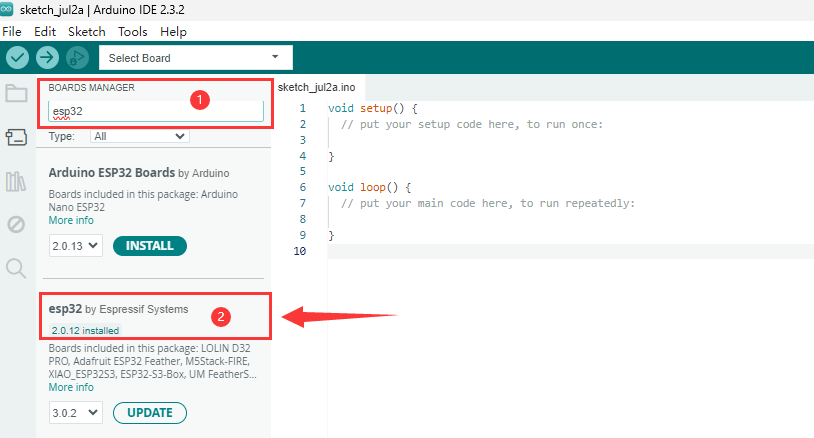 sketch_jul2a | Arduino IDE 2.3.2
File Edit Sketch Tools Help
Select Board
BOARDS MANAGER
1
esp32
Type: All
Arduino ESP32 Boards by Arduino
Boards included in this package: Arduino
Nano ESP32
More info
2.0.13 INSTALL
esp32 by Espressif Systems
2
2.0.12 installed
Boards included in this package: LOLIN D32
PRO, Adafruit ESP32 Feather, M5Stack-FIRE,
XIAO_ESP32S3, ESP32-S3-Box, UM FeatherS...
More info
3.0.2 UPDATE
sketch_jul2a.ino
1 void setup() {
2 // put your setup code here, to run once:
3
4 }
5
6 void loop() {
7 // put your main code here, to run repeatedly:
8
9 }
10